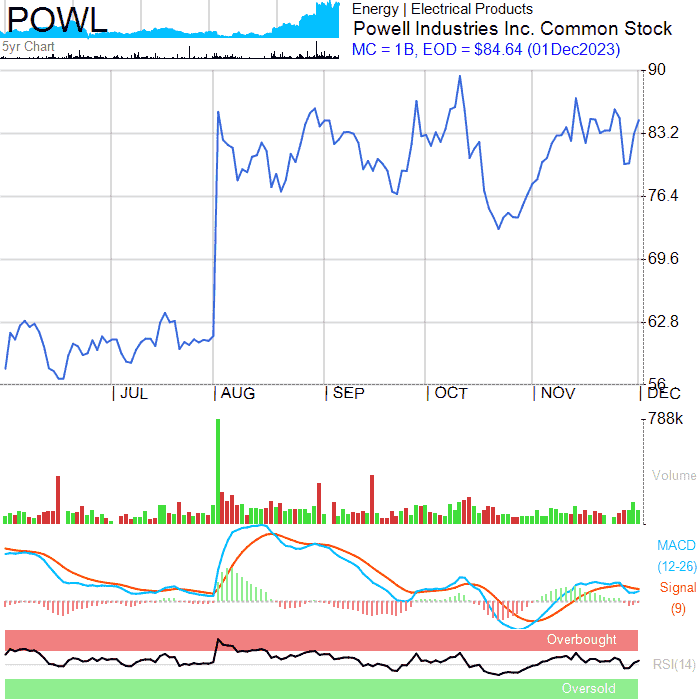 POWL
5yr Chart
Energy | Electrical Products
Powell Industries Inc. Common Stock
MC = 1B, EOD = $84.64 (01Dec2023)
90
83.2
76.4
69.6
62.8
56
| JUL | AUG | SEP | OCT | NOV | DEC
788k
Volume
MACD
(12-26)
Signal
(9)
Overbought
RSI(14)
Oversold